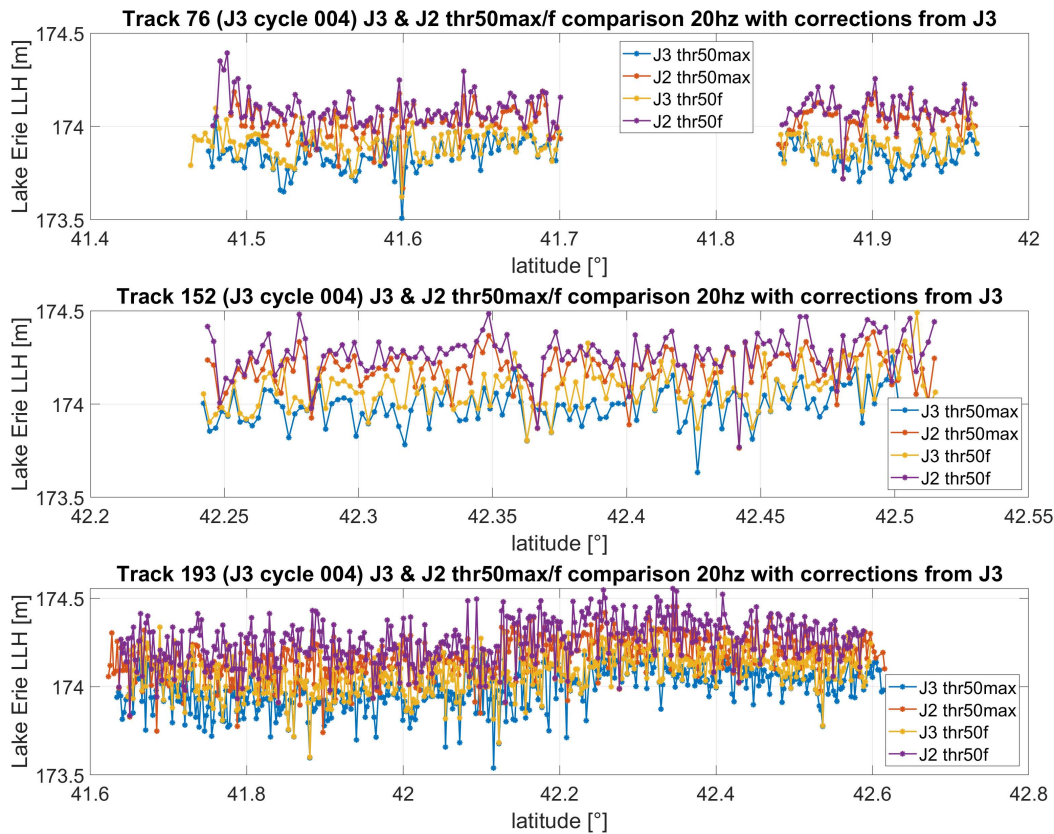 Track 76 (J3 cycle 004) J3 & J2 thr50max/f comparison 20hz with corrections from J3
Lake Erie LLH [m]
174.5
174
173.5
J3 thr50max
J2 thr50max
J3 thr50f
J2 thr50f
41.4 41.5 41.6 41.7 41.8 41.9 42
latitude [°]
Track 152 (J3 cycle 004) J3 & J2 thr50max/f comparison 20hz with corrections from J3
Lake Erie LLH [m]
174.5
174
173.5
J3 thr50max
J2 thr50max
J3 thr50f
J2 thr50f
42.2 42.25 42.3 42.35 42.4 42.45 42.5 42.55
latitude [°]
Track 193 (J3 cycle 004) J3 & J2 thr50max/f comparison 20hz with corrections from J3
Lake Erie LLH [m]
174.5
174
173.5
J3 thr50max
J2 thr50max
J3 thr50f
J2 thr50f
41.6 41.8 42 42.2 42.4 42.6 42.8
latitude [°]